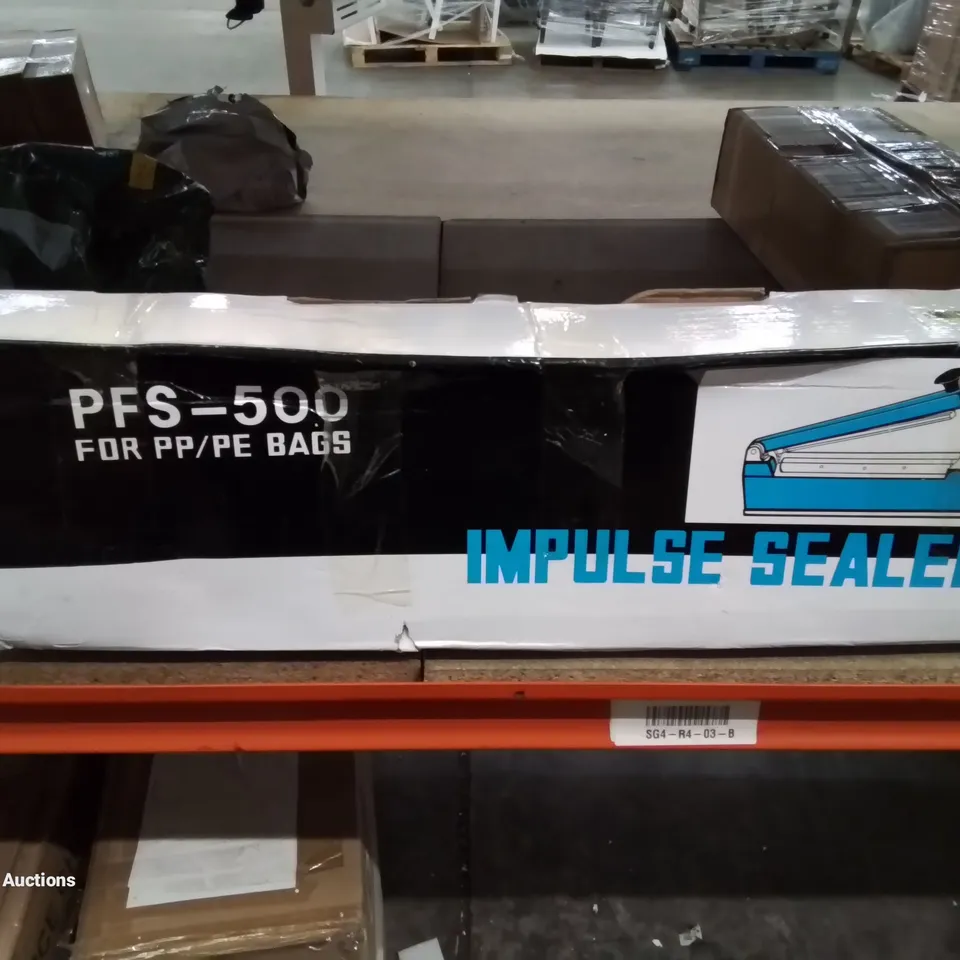 PFS-500
FOR PP/PE BAGS
IMPULSE SEALE
SG4-R4-03-B
Auctions